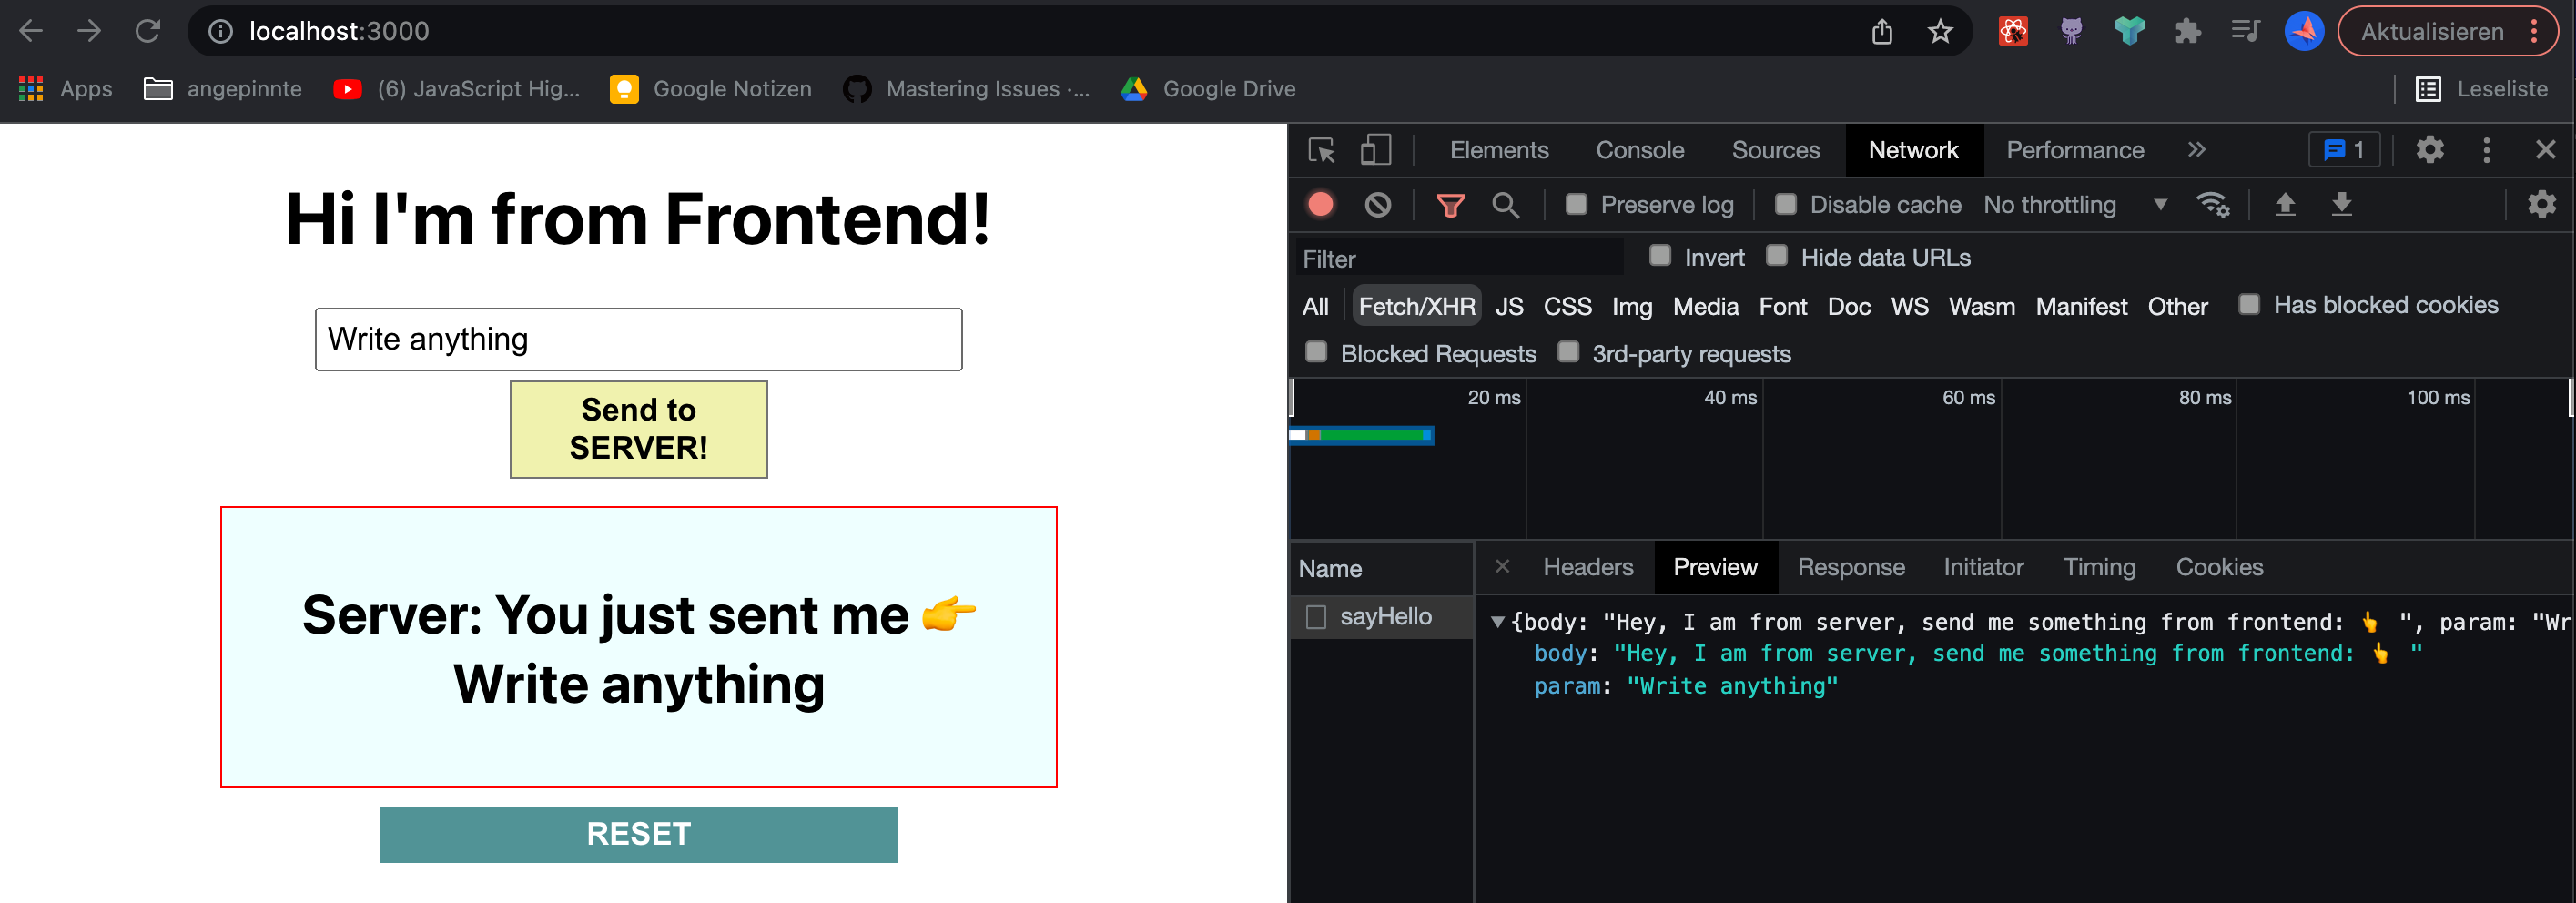 localhost:3000
Aktualisieren
Apps
angepinnte
(6) JavaScript Hig...
Google Notizen
Mastering Issues ·...
Google Drive
Leseliste
Hi I'm from Frontend!
Write anything
Send to
SERVER!
Server: You just sent me 👉
Write anything
RESET
Elements Console Sources Network Performance » 1
Preserve log Disable cache No throttling
Filter Invert Hide data URLs
All Fetch/XHR JS CSS Img Media Font Doc WS Wasm Manifest Other Has blocked cookies
Blocked Requests 3rd-party requests
20 ms 40 ms 60 ms 80 ms 100 ms
Name
sayHello
× Headers Preview Response Initiator Timing Cookies
▼{body: "Hey, I am from server, send me something from frontend: 👆 ", param: "Wr
body: "Hey, I am from server, send me something from frontend: 👆 "
param: "Write anything"